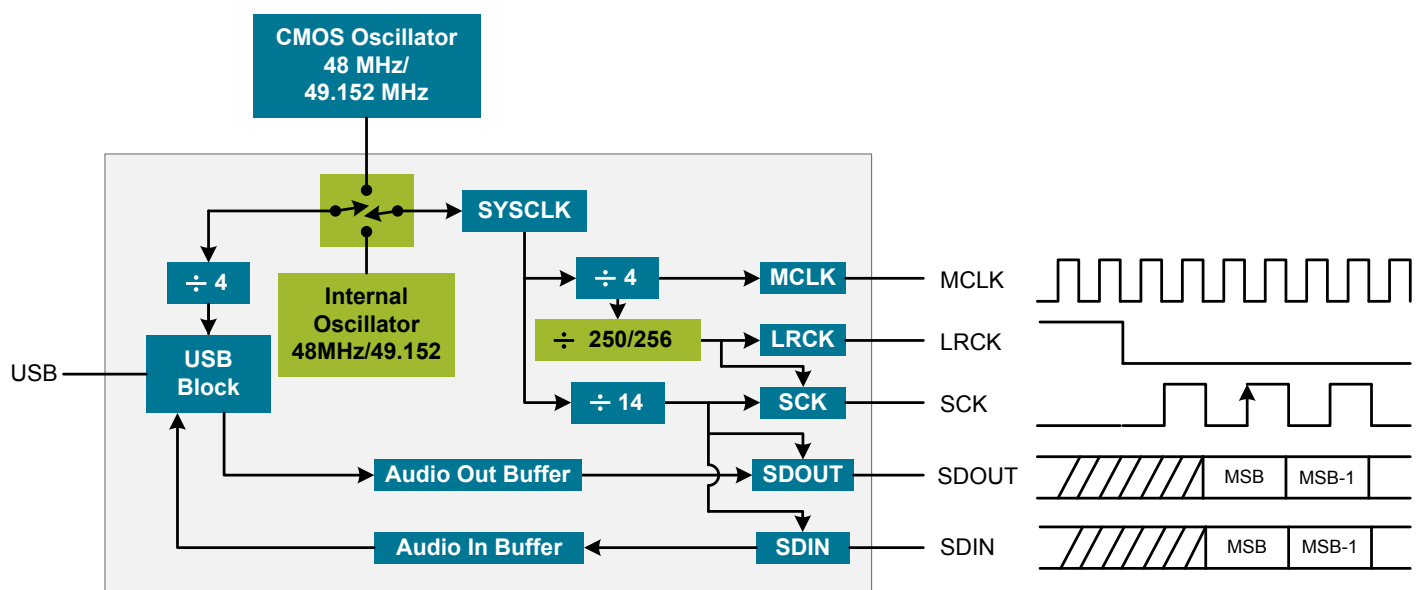 CMOS Oscillator
48 MHz/
49.152 MHz
SYSCLK
÷ 4
÷ 4
MCLK
MCLK
Internal
Oscillator
48MHz/49.152
÷ 250/256
LRCK
LRCK
USB
USB
Block
÷ 14
SCK
SCK
Audio Out Buffer
SDOUT
SDOUT
MSB
MSB-1
Audio In Buffer
SDIN
SDIN
MSB
MSB-1